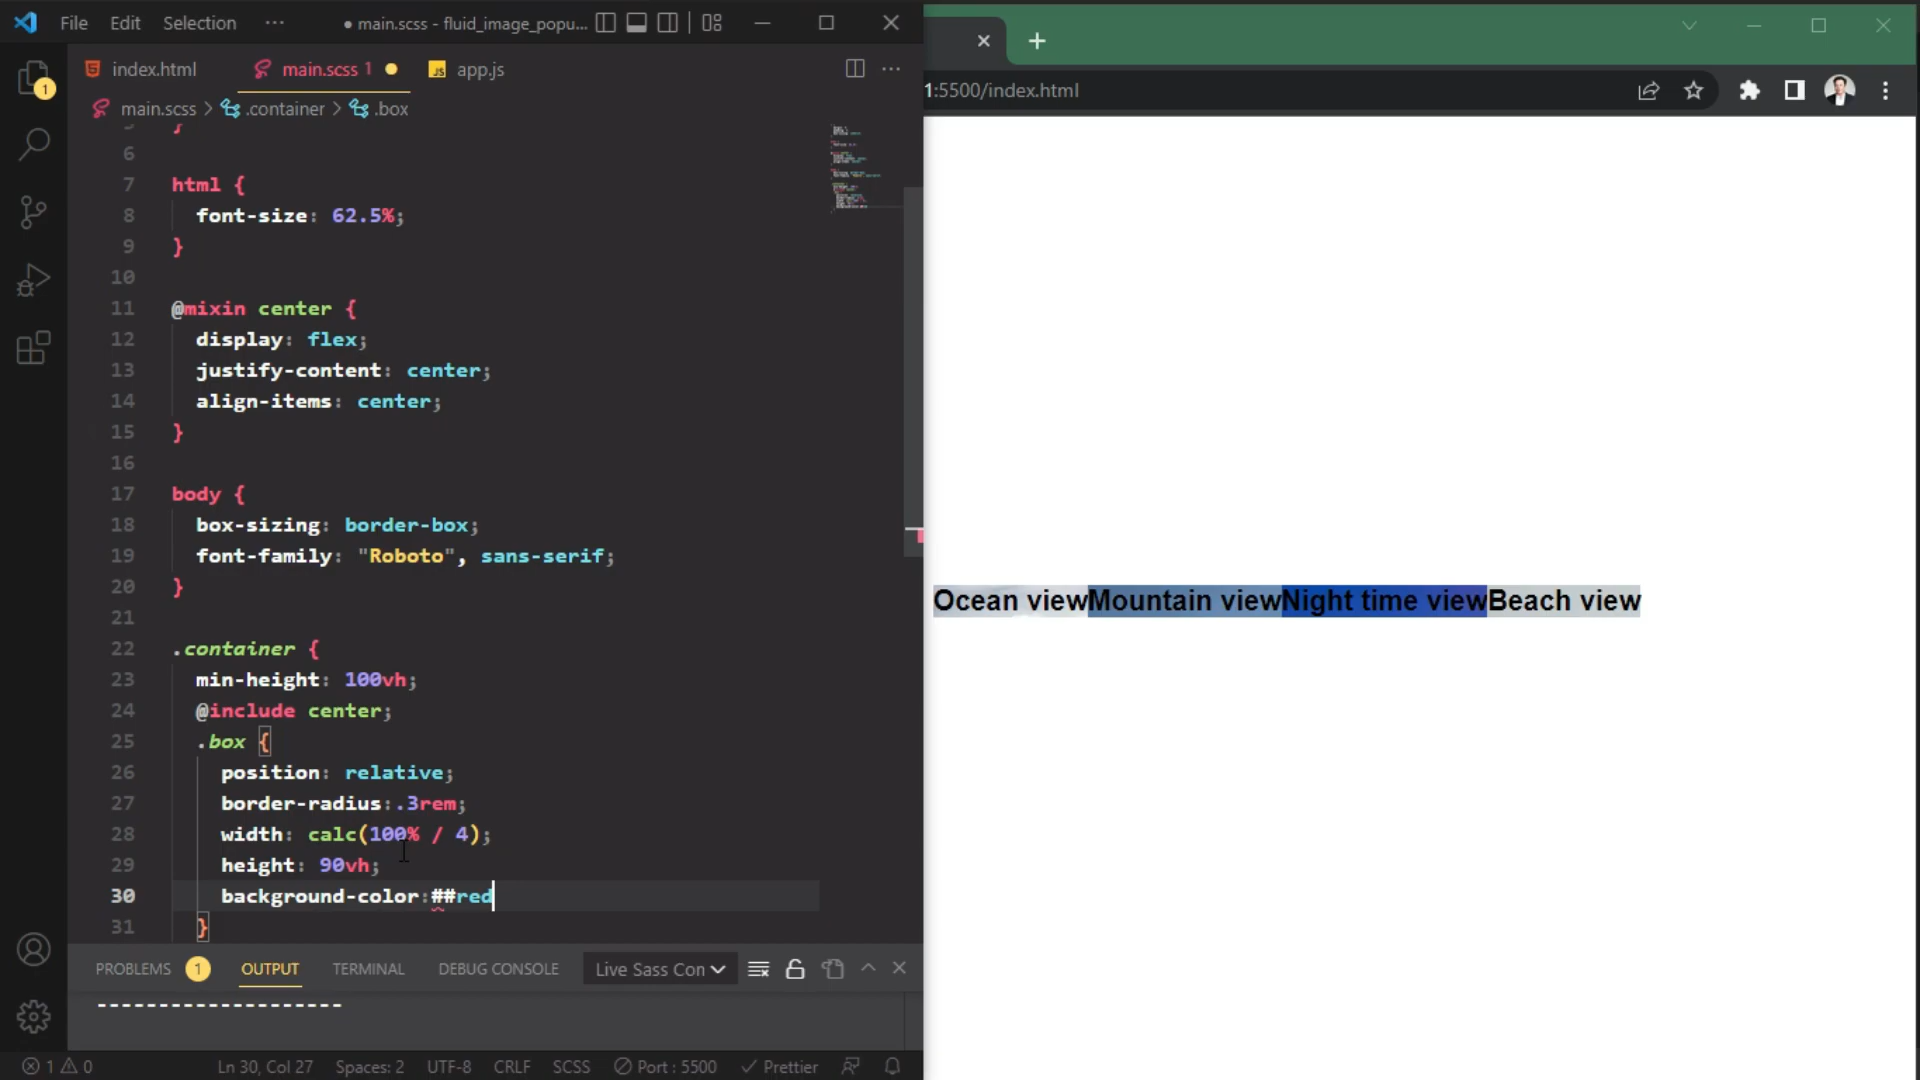 File Edit Selection ··· ● main.scss - fluid_image_popu...
index.html main.scss 1 JS app.js ···
main.scss > .container > .box
1
}
6
7 html {
8 font-size: 62.5%;
9 }
10
11 @mixin center {
12 display: flex;
13 justify-content: center;
14 align-items: center;
15 }
16
17 body {
18 box-sizing: border-box;
19 font-family: "Roboto", sans-serif;
20 }
21
22 .container {
23 min-height: 100vh;
24 @include center;
25 .box {
26 position: relative;
27 border-radius:.3rem;
28 width: calc(100% / 4);
29 height: 90vh;
30 background-color:##red
31 }
PROBLEMS 1 OUTPUT TERMINAL DEBUG CONSOLE Live Sass Con
---------------------
1 0 Ln 30, Col 27 Spaces: 2 UTF-8 CRLF SCSS Port : 5500 Prettier
1:5500/index.html
Ocean viewMountain viewNight time viewBeach view